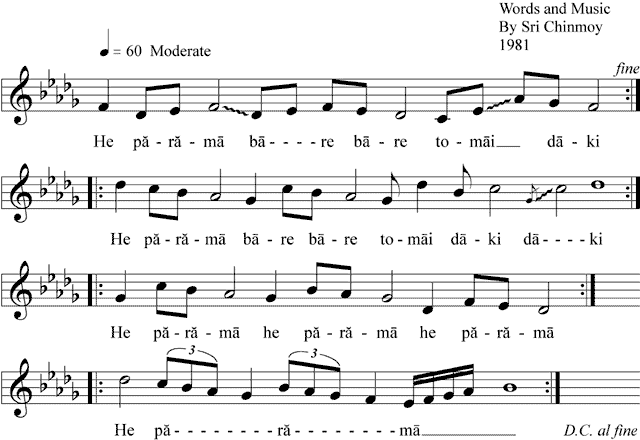 Words and Music
By Sri Chinmoy
1981
= 60 Moderate
fine
He pă-ră-mā bā----re bā-re to-māi dā-ki
He pă-ră-mā bā-re bā-re to-māi dā-ki dā----ki
He pă-ră-mā he pă-ră-mā he pă-ră-mā
3 3
He pă--------ră--------mā
D.C. al fine